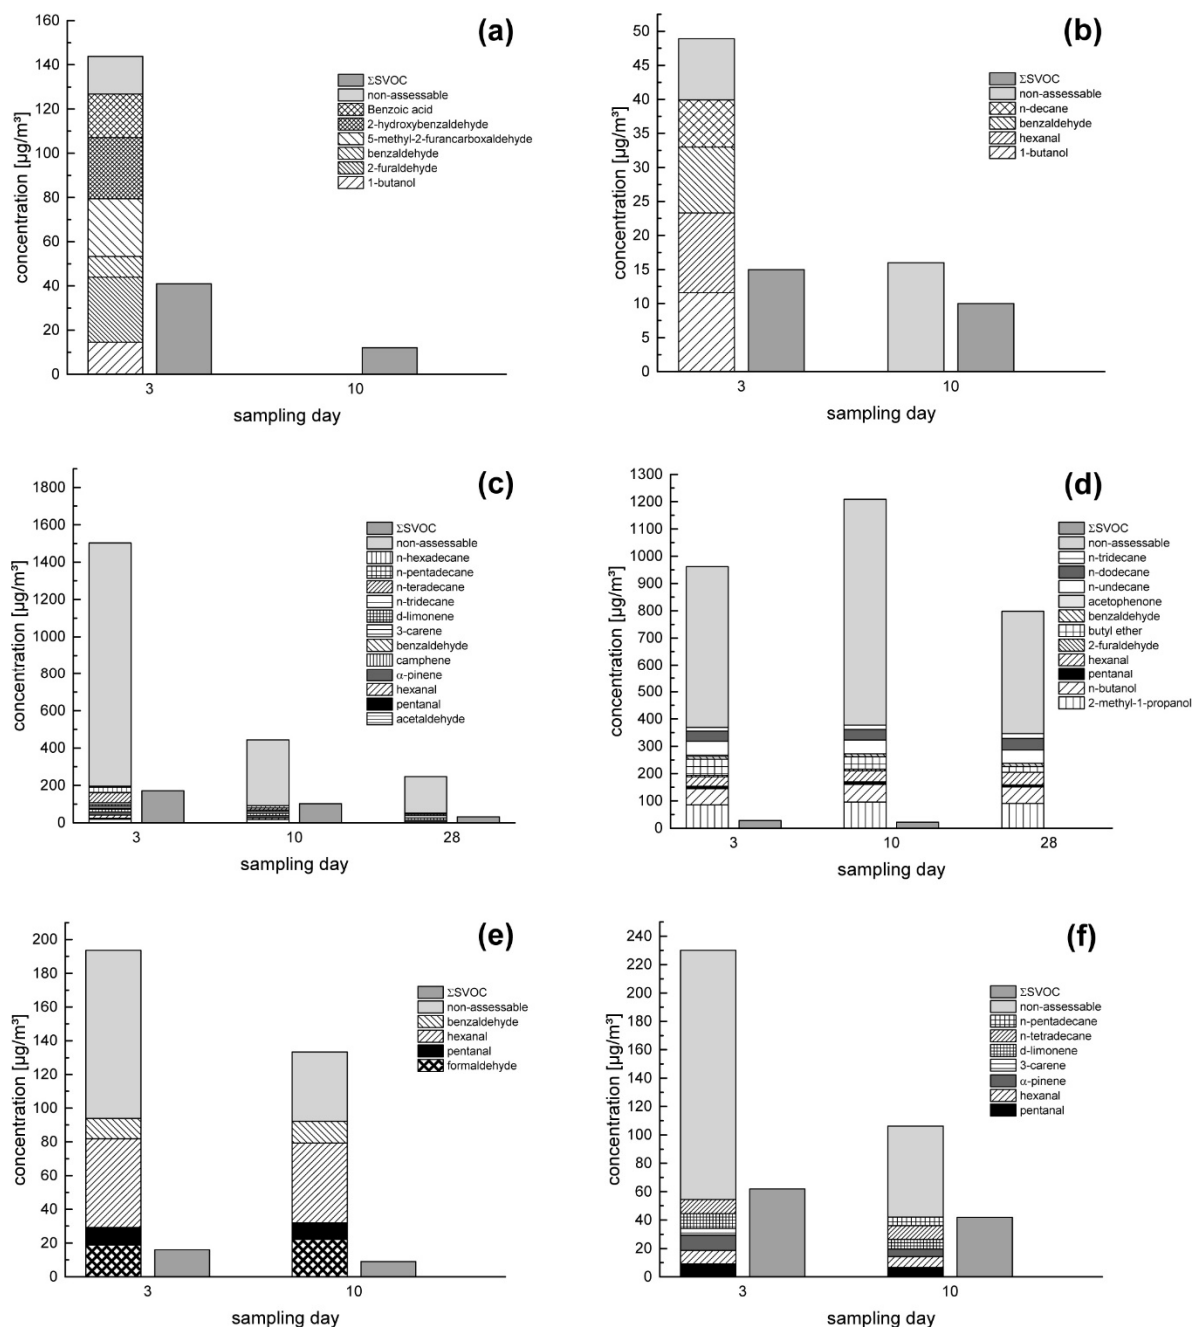 (a)
concentration [µg/m³]
160
140
120
100
80
60
40
20
0
ΣSVOC
non-assessable
Benzoic acid
2-hydroxybenzaldehyde
5-methyl-2-furancarboxaldehyde
benzaldehyde
2-furaldehyde
1-butanol
3
10
sampling day
(b)
concentration [µg/m³]
50
45
40
35
30
25
20
15
10
5
0
ΣSVOC
non-assessable
n-decane
benzaldehyde
hexanal
1-butanol
3
10
sampling day
(c)
concentration [µg/m³]
1800
1600
1400
1200
1000
800
600
400
200
0
ΣSVOC
non-assessable
n-hexadecane
n-pentadecane
n-teradecane
n-tridecane
d-limonene
3-carene
benzaldehyde
camphene
α-pinene
hexanal
pentanal
acetaldehyde
3
10
28
sampling day
(d)
concentration [µg/m³]
1300
1200
1100
1000
900
800
700
600
500
400
300
200
100
0
ΣSVOC
non-assessable
n-tridecane
n-dodecane
n-undecane
acetophenone
benzaldehyde
butyl ether
2-furaldehyde
hexanal
pentanal
n-butanol
2-methyl-1-propanol
3
10
28
sampling day
(e)
concentration [µg/m³]
200
180
160
140
120
100
80
60
40
20
0
ΣSVOC
non-assessable
benzaldehyde
hexanal
pentanal
formaldehyde
3
10
sampling day
(f)
concentration [µg/m³]
240
220
200
180
160
140
120
100
80
60
40
20
0
ΣSVOC
non-assessable
n-pentadecane
n-tetradecane
d-limonene
3-carene
α-pinene
hexanal
pentanal
3
10
sampling day